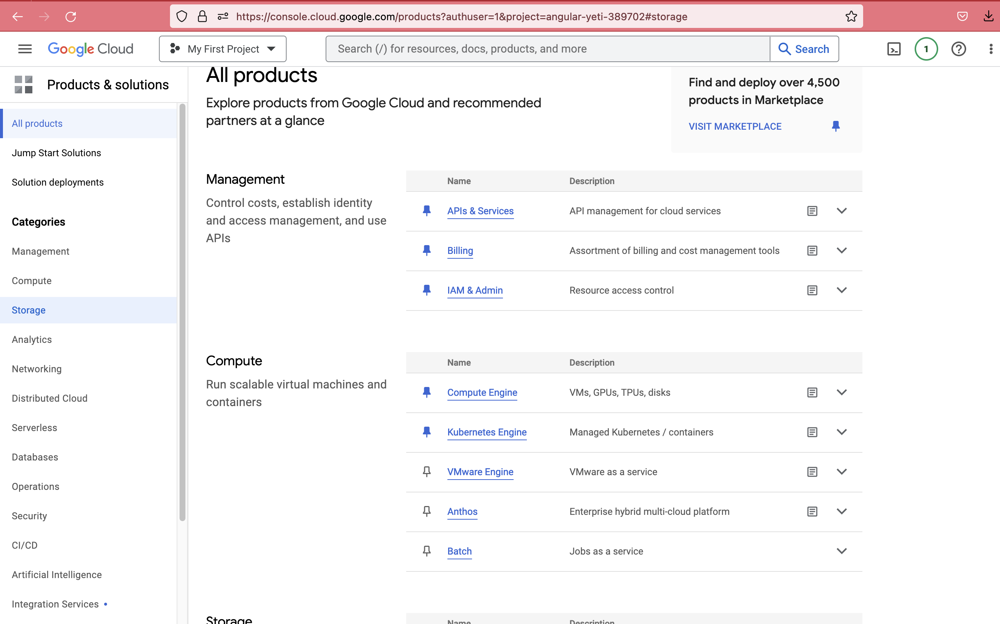 https://console.cloud.google.com/products?authuser=1&project=angular-yeti-389702#storage
Google Cloud
My First Project
Search (/) for resources, docs, products, and more
Search
1
Products & solutions
All products
Jump Start Solutions
Solution deployments
Categories
Management
Compute
Storage
Analytics
Networking
Distributed Cloud
Serverless
Databases
Operations
Security
CI/CD
Artificial Intelligence
Integration Services
All products
Explore products from Google Cloud and recommended
partners at a glance
Find and deploy over 4,500
products in Marketplace
VISIT MARKETPLACE
Management
Control costs, establish identity
and access management, and use
APIs
Name Description
APIs & Services API management for cloud services
Billing Assortment of billing and cost management tools
IAM & Admin Resource access control
Compute
Run scalable virtual machines and
containers
Name Description
Compute Engine VMs, GPUs, TPUs, disks
Kubernetes Engine Managed Kubernetes / containers
VMware Engine VMware as a service
Anthos Enterprise hybrid multi-cloud platform
Batch Jobs as a service
Storage
Name Description